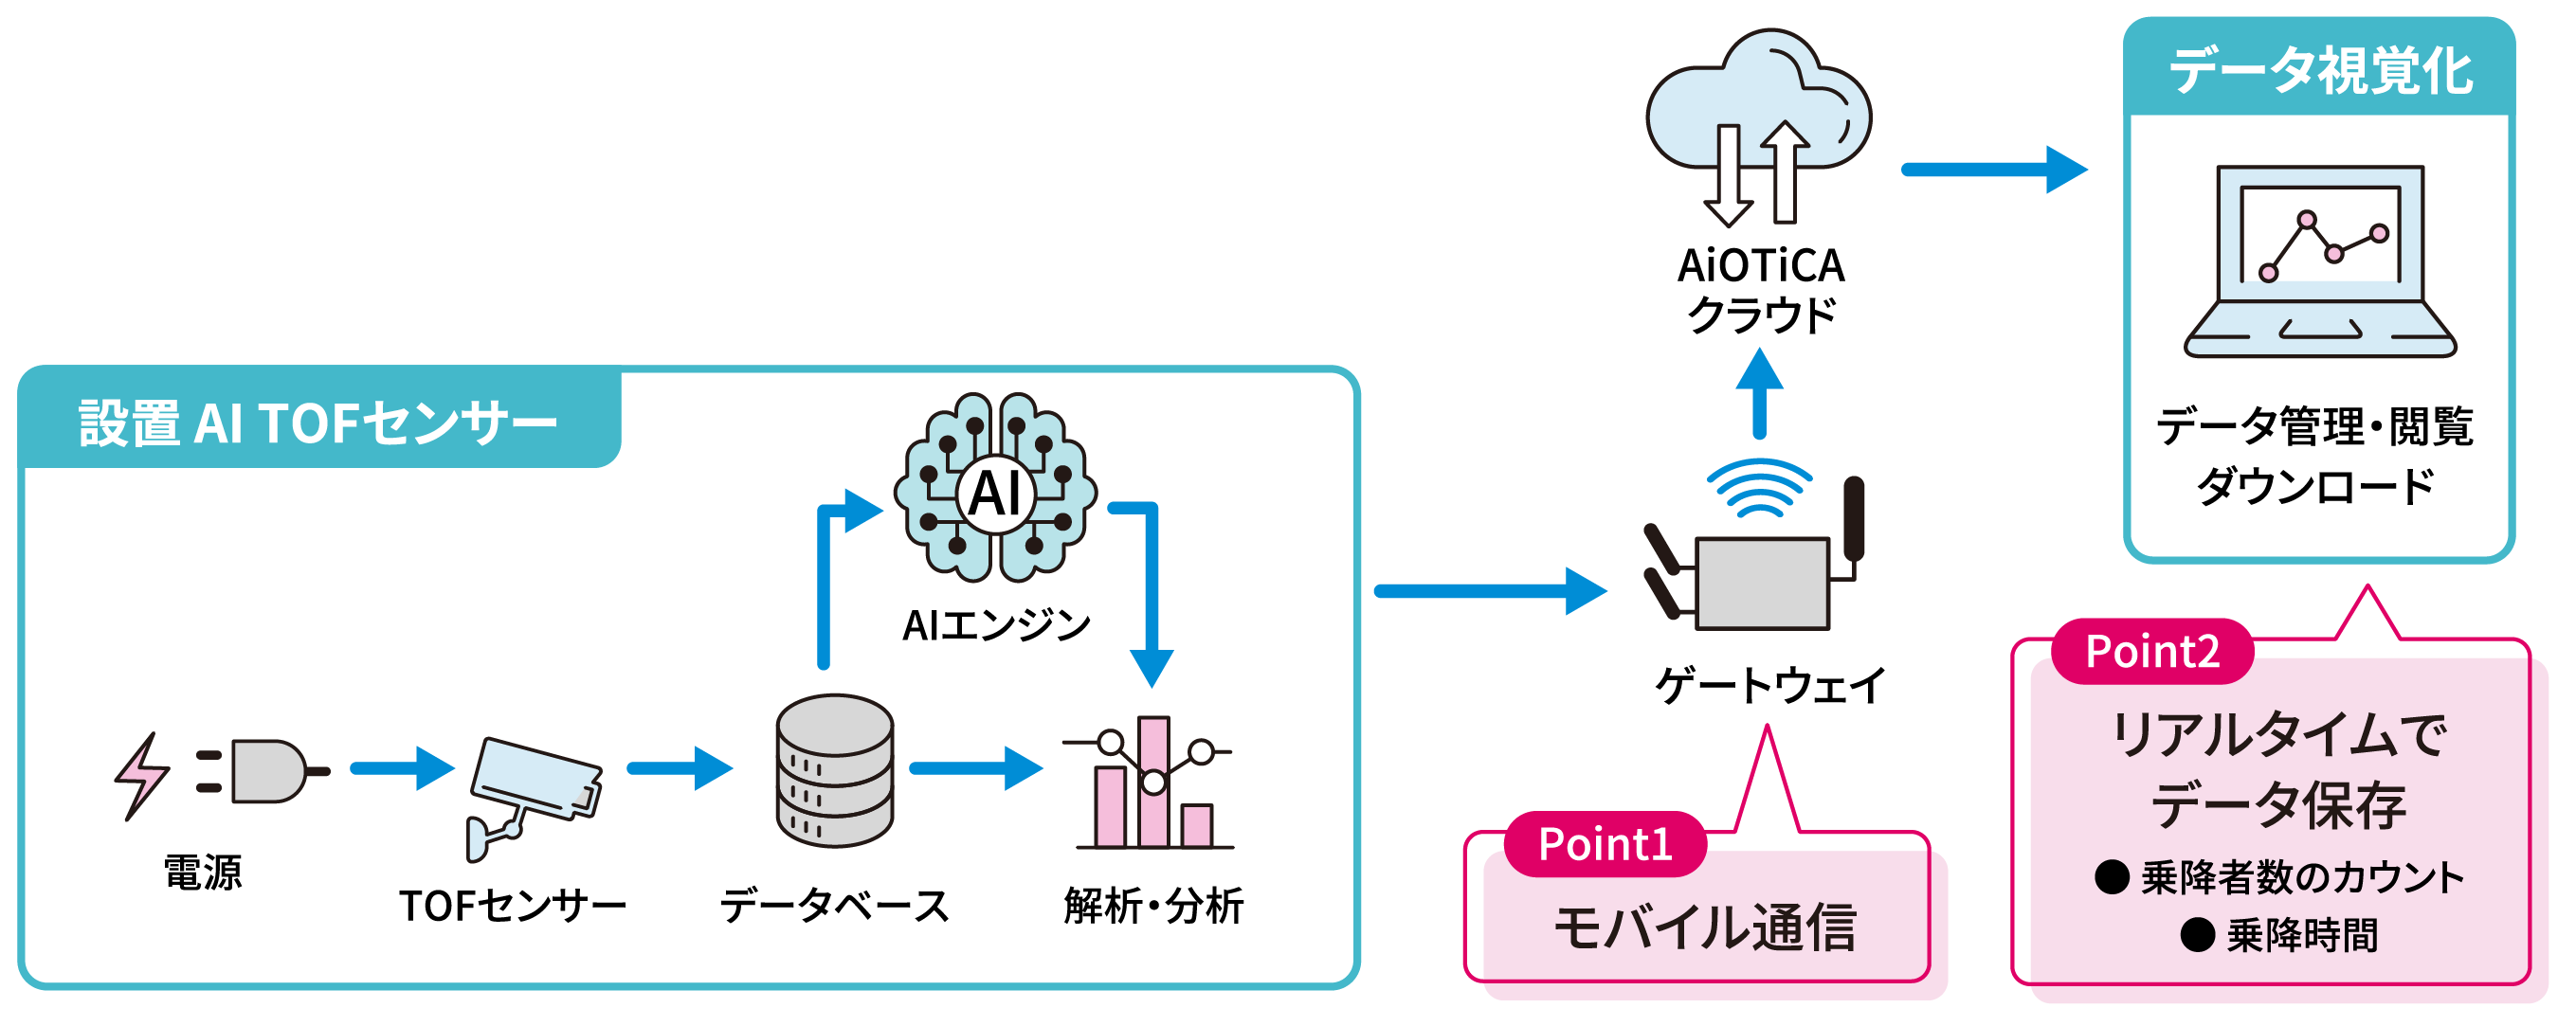 設置 AI TOFセンサー
AI
AIエンジン
電源
TOFセンサー
データベース
解析・分析
AiOTiCA
クラウド
ゲートウェイ
Point1
モバイル通信
データ視覚化
データ管理・閲覧
ダウンロード
Point2
リアルタイムで
データ保存
● 乗降者数のカウント
● 乗降時間